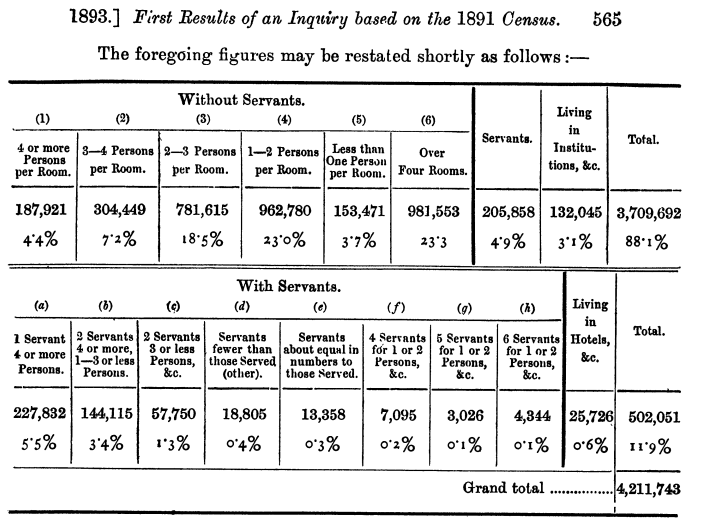 1893.] First Results of an Inquiry based on the 1891 Census. 565
The foregoing figures may be restated shortly as follows :—
Without Servants.
Servants.
Living in Institu-tions, &c.
Total.
(1) (2) (3) (4) (5) (6)
4 or more Persons per Room.
3—4 Persons per Room.
2—3 Persons per Room.
1—2 Persons per Room.
Less than One Person per Room.
Over Four Rooms.
187,921 304,449 781,615 962,780 153,471 981,553 205,858 132,045 3,709,692
4·4% 7·2% 18·5% 23·0% 3·7% 23·3 4·9% 3·1% 88·1%
With Servants.
Living in Hotels, &c.
Total.
(a) (b) (c) (d) (e) (f) (g) (h)
1 Servant 4 or more Persons.
2 Servants 4 or more, 1—3 or less Persons.
2 Servants 3 or less Persons, &c.
Servants fewer than those Served (other).
Servants about equal in numbers to those Served.
4 Servants for 1 or 2 Persons, &c.
5 Servants for 1 or 2 Persons, &c.
6 Servants for 1 or 2 Persons, &c.
227,832 144,115 57,750 18,805 13,358 7,095 3,026 4,344 25,726 502,051
5·5% 3·4% 1·3% 0·4% 0·3% 0·2% 0·1% 0·1% 0·6% 11·9%
Grand total ................ 4,211,743